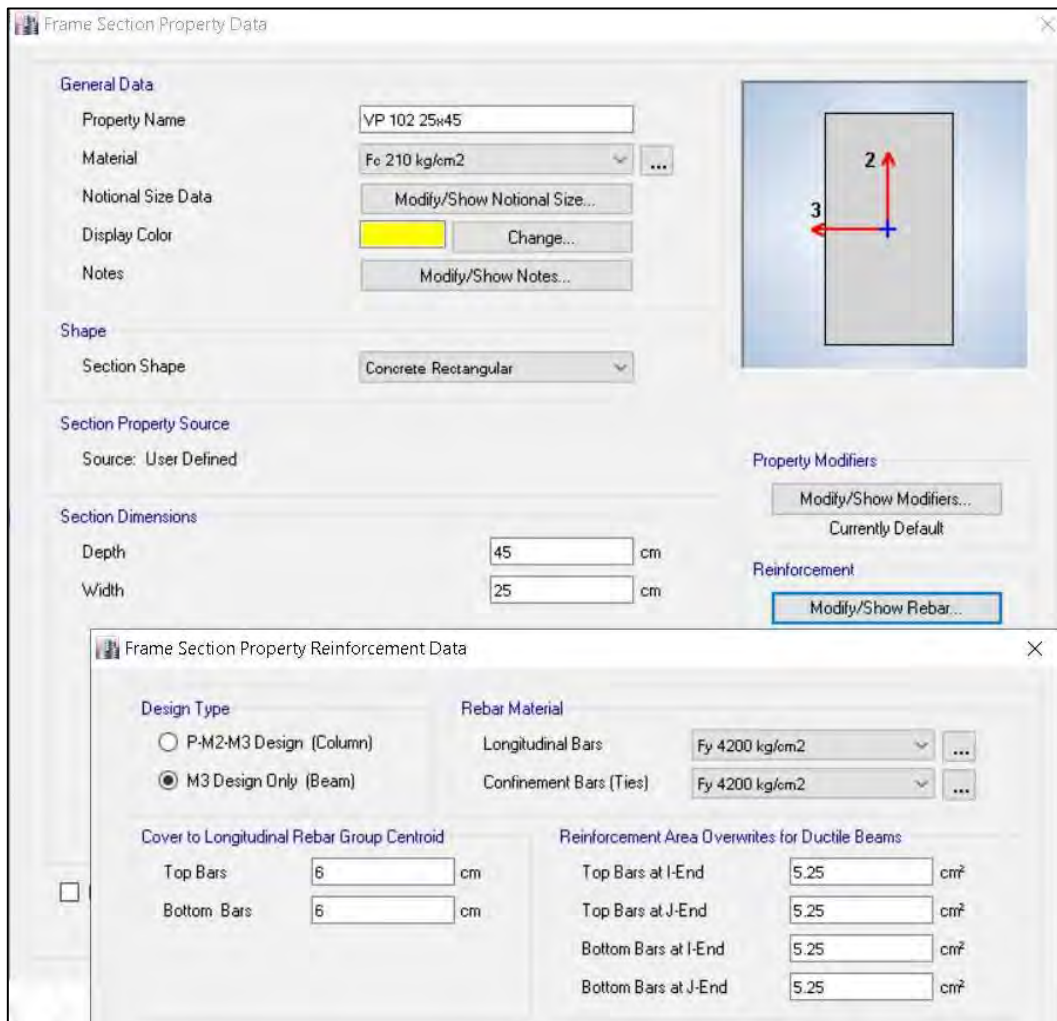 Frame Section Property Data
General Data
Property Name VP 102 25x45
Material Fc 210 kg/cm2 ...
Notional Size Data Modify/Show Notional Size...
Display Color Change...
Notes Modify/Show Notes...
2
3
Shape
Section Shape Concrete Rectangular
Section Property Source
Source: User Defined
Property Modifiers
Modify/Show Modifiers...
Currently Default
Section Dimensions
Depth 45 cm
Width 25 cm
Reinforcement
Modify/Show Rebar...
Frame Section Property Reinforcement Data
Design Type
P-M2-M3 Design (Column)
M3 Design Only (Beam)
Rebar Material
Longitudinal Bars Fy 4200 kg/cm2 ...
Confinement Bars (Ties) Fy 4200 kg/cm2 ...
Cover to Longitudinal Rebar Group Centroid
Top Bars 6 cm
Bottom Bars 6 cm
Reinforcement Area Overwrites for Ductile Beams
Top Bars at I-End 5.25 cm²
Top Bars at J-End 5.25 cm²
Bottom Bars at I-End 5.25 cm²
Bottom Bars at J-End 5.25 cm²